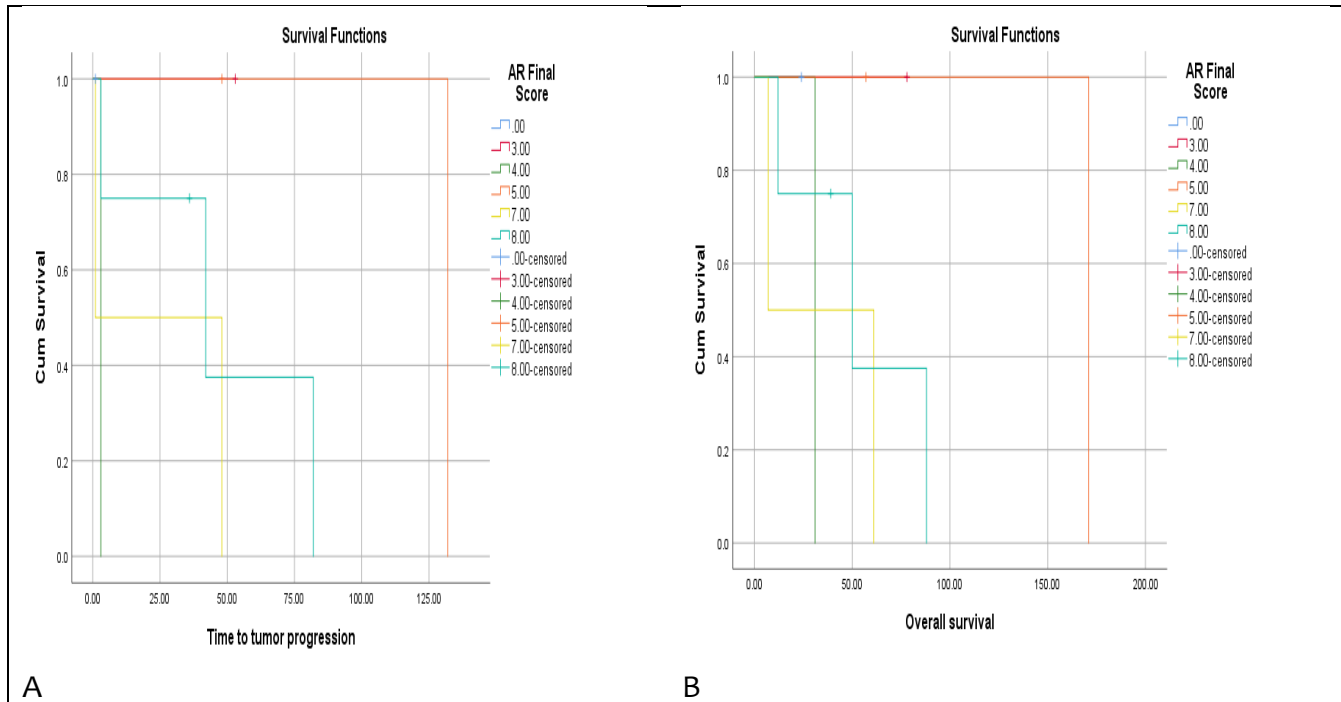 Survival Functions
AR Final
Score
.00
3.00
4.00
5.00
7.00
8.00
.00-censored
3.00-censored
4.00-censored
5.00-censored
7.00-censored
8.00-censored
Cum Survival
1.0
0.8
0.6
0.4
0.2
0.0
0.00
25.00
50.00
75.00
100.00
125.00
Time to tumor progression
A
Survival Functions
AR Final
Score
.00
3.00
4.00
5.00
7.00
8.00
.00-censored
3.00-censored
4.00-censored
5.00-censored
7.00-censored
8.00-censored
Cum Survival
1.0
0.8
0.6
0.4
0.2
0.0
0.00
50.00
100.00
150.00
200.00
Overall survival
B